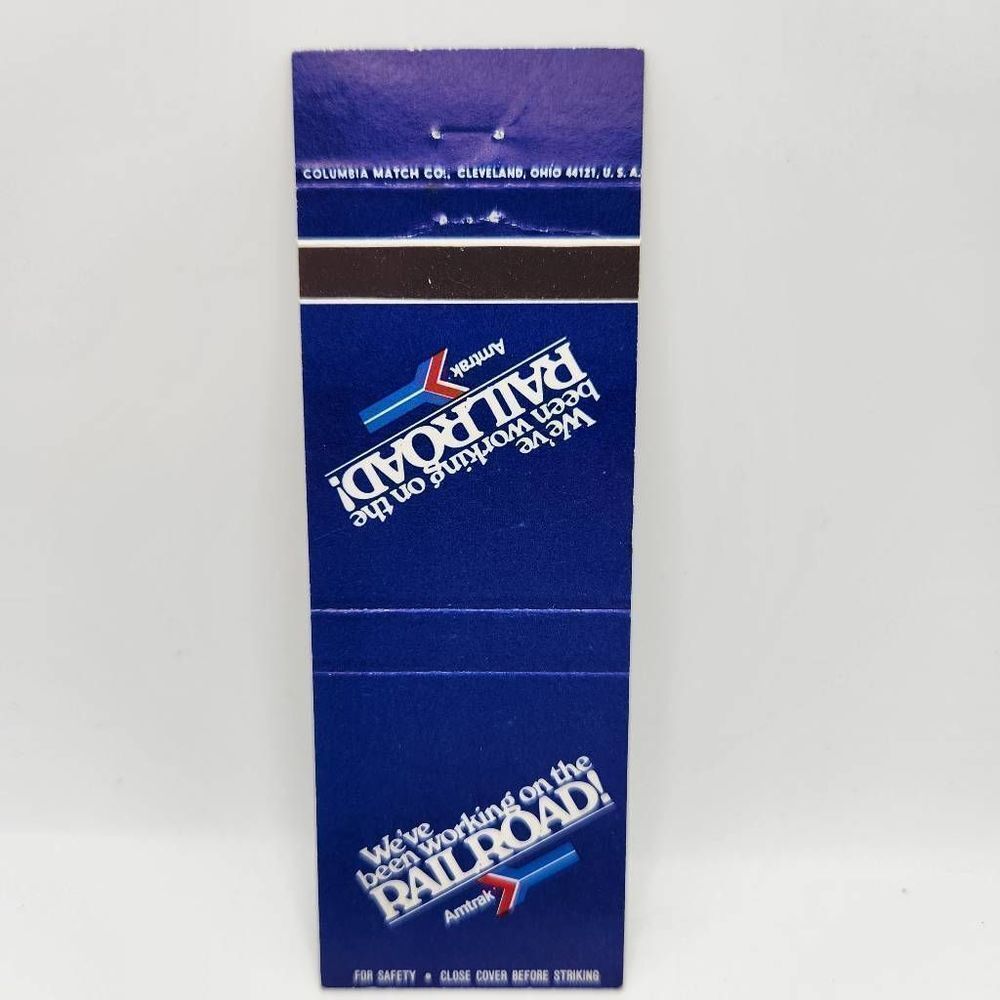 COLUMBIA MATCH CO., CLEVELAND, OHIO 44121, U. S. A.
We've
been working on the
RAILROAD!
Amtrak
We've
been working on the
RAILROAD!
Amtrak
FOR SAFETY • CLOSE COVER BEFORE STRIKING